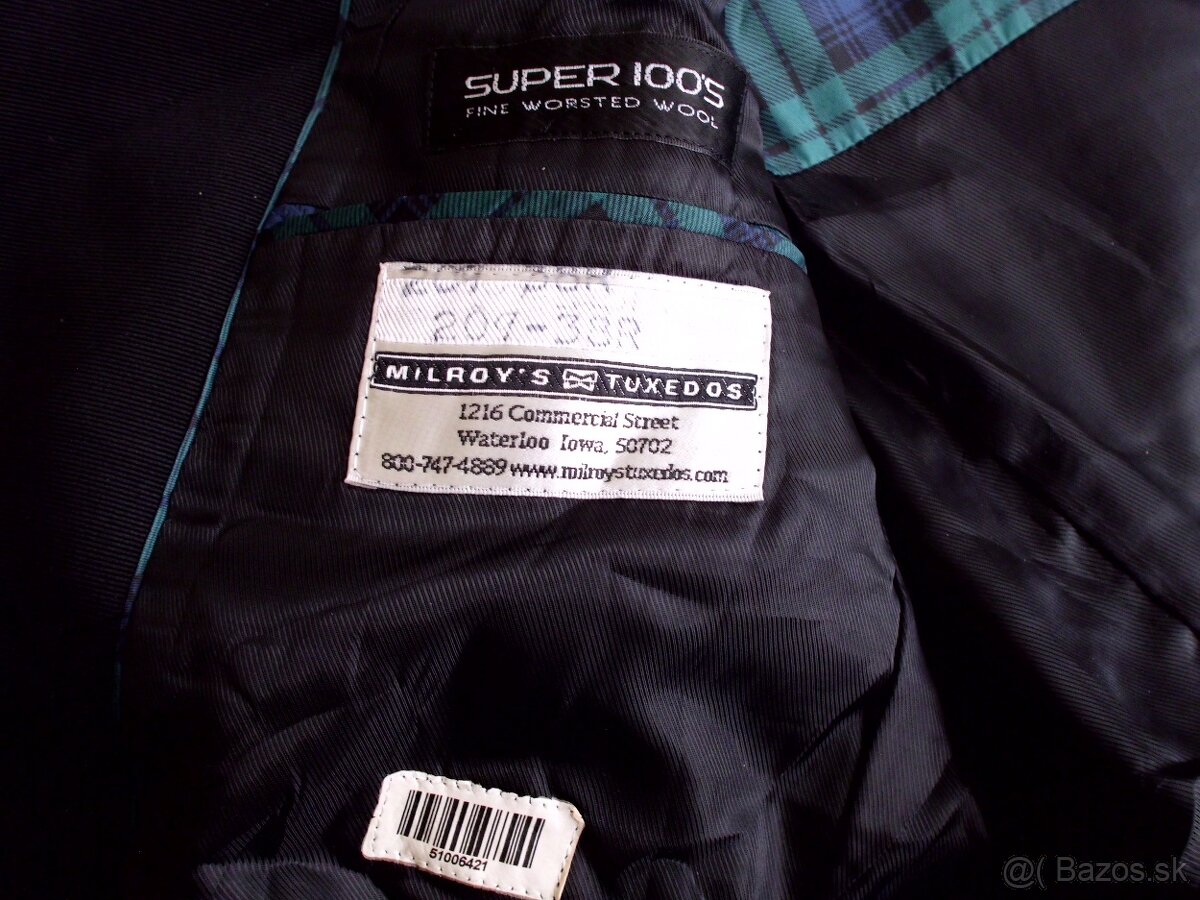 SUPER 100'S
FINE WORSTED WOOL
204-38R
MILROY'S TUXEDOS
1216 Commercial Street
Waterloo Iowa, 50702
800-747-4889 www.milroystuxedos.com
51006421
@( Bazos.sk